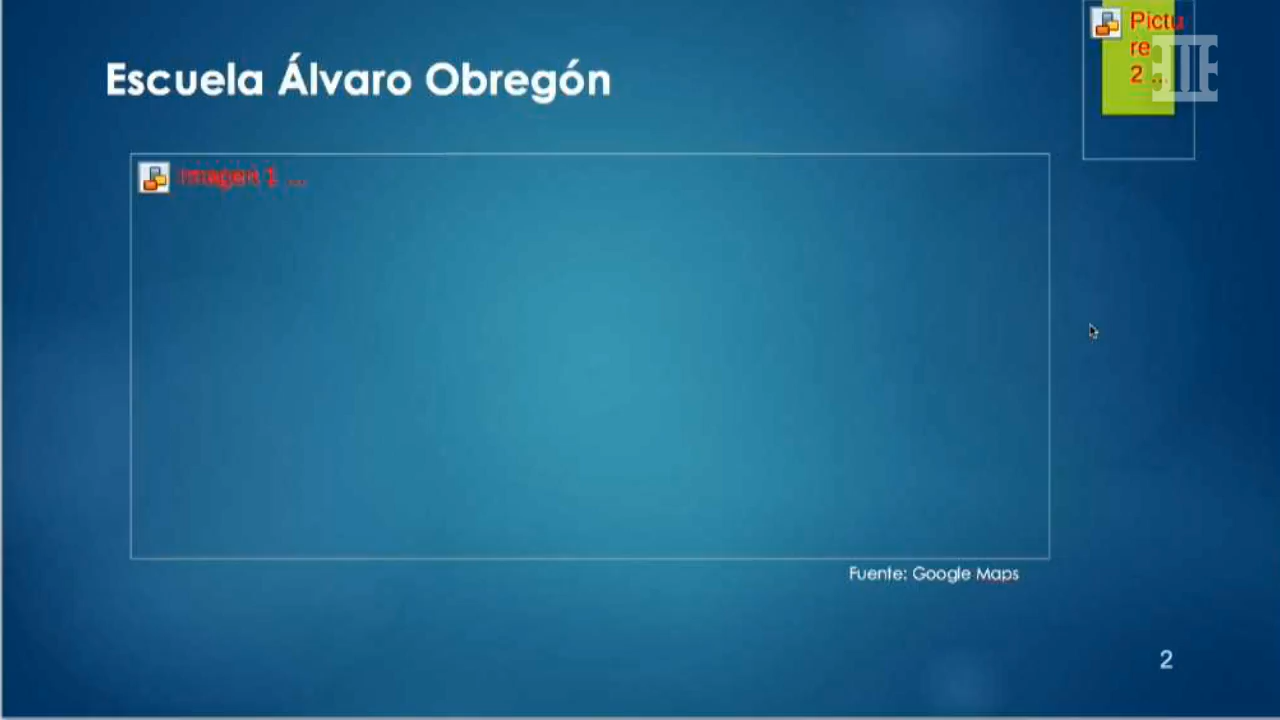 Escuela Álvaro Obregón
Pictu
re
2 ...
Imagen 1 ...
Fuente: Google Maps
2